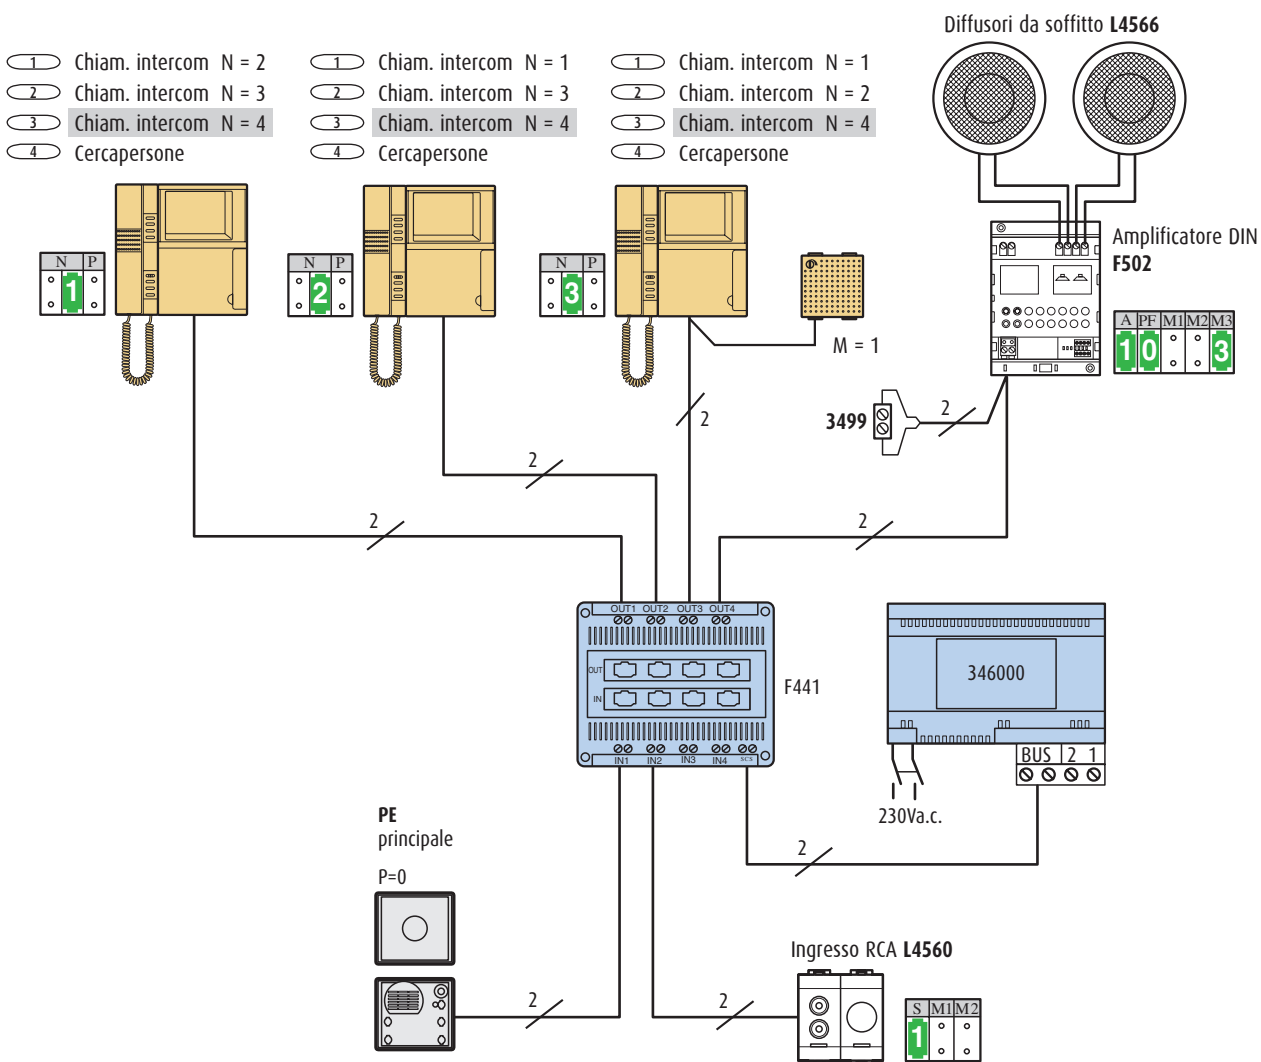 Diffusori da soffitto L4566
1 Chiam. intercom N = 2
2 Chiam. intercom N = 3
3 Chiam. intercom N = 4
4 Cercapersone
1 Chiam. intercom N = 1
2 Chiam. intercom N = 3
3 Chiam. intercom N = 4
4 Cercapersone
1 Chiam. intercom N = 1
2 Chiam. intercom N = 2
3 Chiam. intercom N = 4
4 Cercapersone
N P
1
N P
2
N P
3
M = 1
Amplificatore DIN
F502
A PF M1 M2 M3
1 0 3
3499
2
2
2
2
2
OUT1 OUT2 OUT3 OUT4
OUT
IN
F441
IN1 IN2 IN3 IN4 SCS
346000
BUS 2 1
230Va.c.
2
PE
principale
P=0
2
2
Ingresso RCA L4560
S M1 M2
1